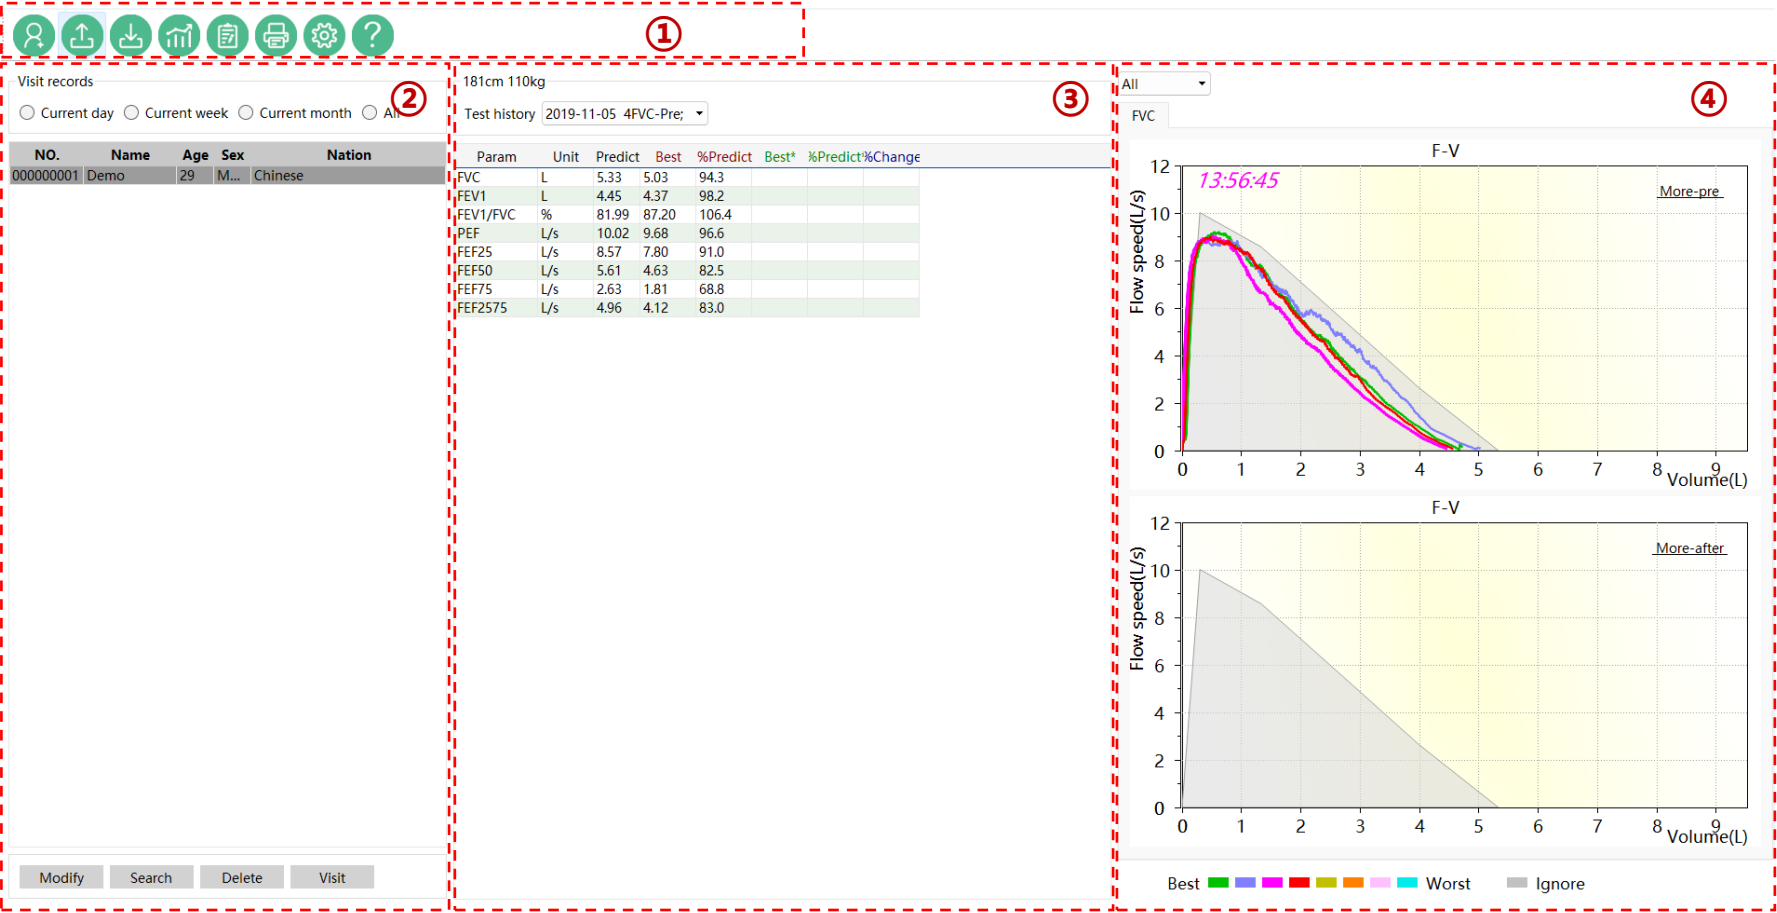 ①
Visit records
②
Current day Current week Current month All
NO. Name Age Sex Nation
000000001 Demo 29 M... Chinese
Modify Search Delete Visit
181cm 110kg
③
Test history 2019-11-05 4FVC-Pre;
Param Unit Predict Best %Predict Best* %Predict* %Change
FVC L 5.33 5.03 94.3
FEV1 L 4.45 4.37 98.2
FEV1/FVC % 81.99 87.20 106.4
PEF L/s 10.02 9.68 96.6
FEF25 L/s 8.57 7.80 91.0
FEF50 L/s 5.61 4.63 82.5
FEF75 L/s 2.63 1.81 68.8
FEF2575 L/s 4.96 4.12 83.0
All
④
FVC
F-V
13:56:45
More-pre
Flow speed(L/s)
12
10
8
6
4
2
0
0 1 2 3 4 5 6 7 8 9
Volume(L)
F-V
More-after
Flow speed(L/s)
12
10
8
6
4
2
0
0 1 2 3 4 5 6 7 8 9
Volume(L)
Best Worst Ignore